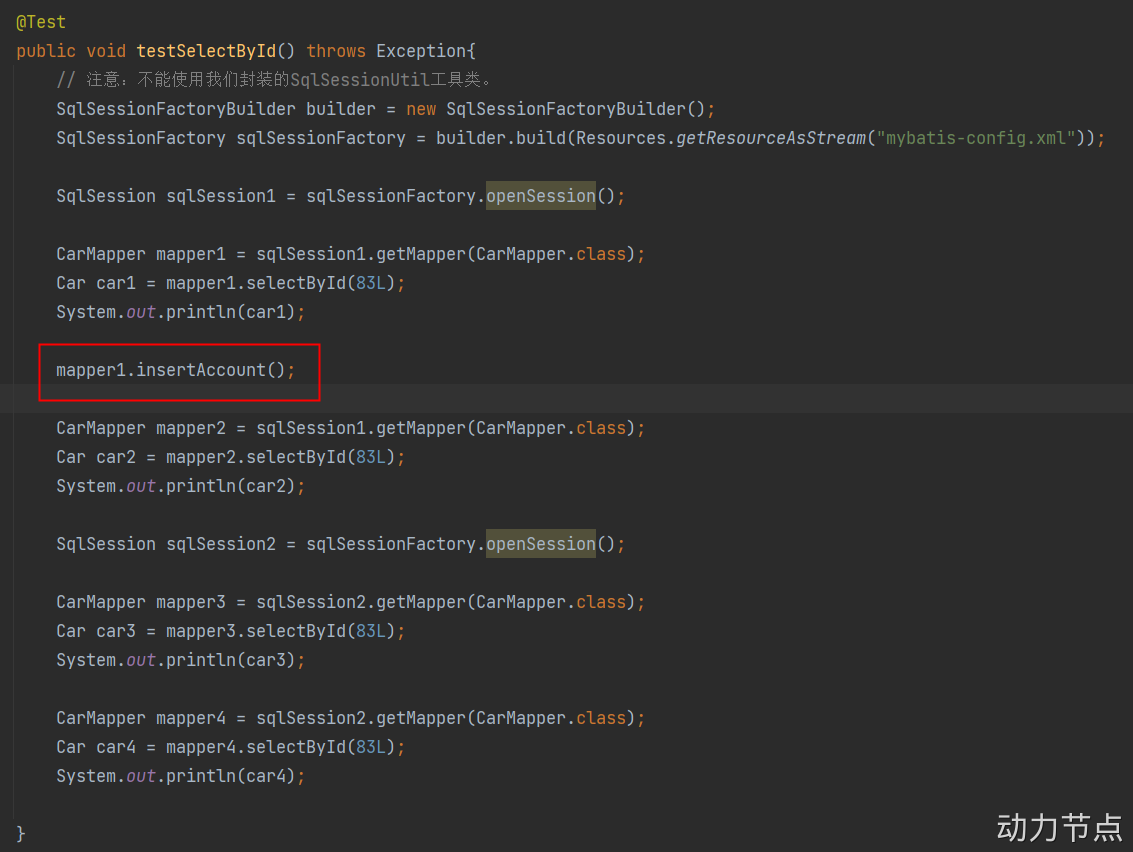 @Test
public void testSelectById() throws Exception{
// 注意：不能使用我们封装的SqlSessionUtil工具类。
SqlSessionFactoryBuilder builder = new SqlSessionFactoryBuilder();
SqlSessionFactory sqlSessionFactory = builder.build(Resources.getResourceAsStream("mybatis-config.xml"));
SqlSession sqlSession1 = sqlSessionFactory.openSession();
CarMapper mapper1 = sqlSession1.getMapper(CarMapper.class);
Car car1 = mapper1.selectById(83L);
System.out.println(car1);
mapper1.insertAccount();
CarMapper mapper2 = sqlSession1.getMapper(CarMapper.class);
Car car2 = mapper2.selectById(83L);
System.out.println(car2);
SqlSession sqlSession2 = sqlSessionFactory.openSession();
CarMapper mapper3 = sqlSession2.getMapper(CarMapper.class);
Car car3 = mapper3.selectById(83L);
System.out.println(car3);
CarMapper mapper4 = sqlSession2.getMapper(CarMapper.class);
Car car4 = mapper4.selectById(83L);
System.out.println(car4);
}
动力节点